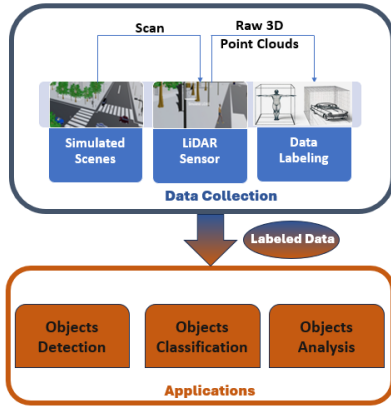 Scan
Raw 3D
Point Clouds
Simulated
Scenes
LiDAR
Sensor
Data
Labeling
Data Collection
Labeled Data
Objects
Detection
Objects
Classification
Objects
Analysis
Applications